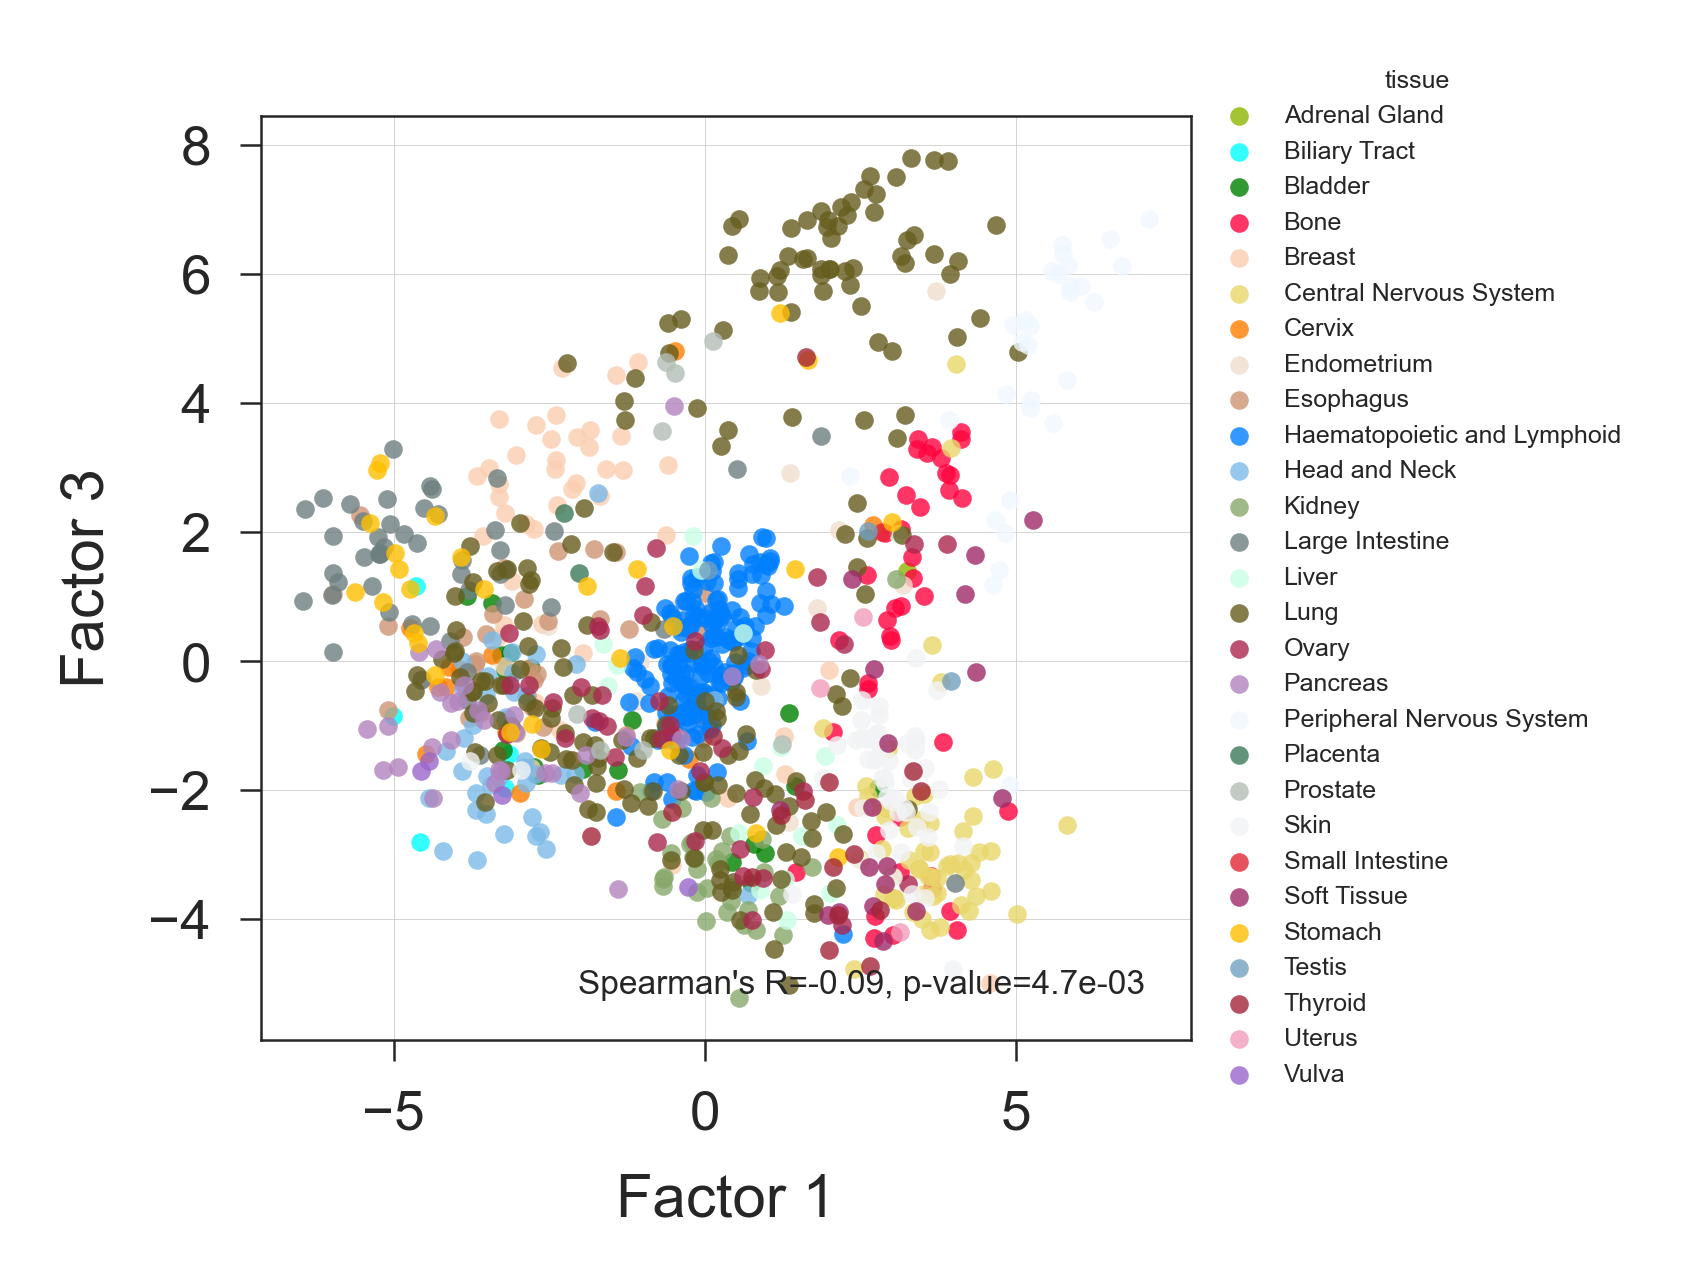 tissue
Adrenal Gland
Biliary Tract
Bladder
Bone
Breast
Central Nervous System
Cervix
Endometrium
Esophagus
Haematopoietic and Lymphoid
Head and Neck
Kidney
Large Intestine
Liver
Lung
Ovary
Pancreas
Peripheral Nervous System
Placenta
Prostate
Skin
Small Intestine
Soft Tissue
Stomach
Testis
Thyroid
Uterus
Vulva
8
6
4
2
0
−2
−4
Factor 3
Spearman's R=-0.09, p-value=4.7e-03
−5 0 5
Factor 1